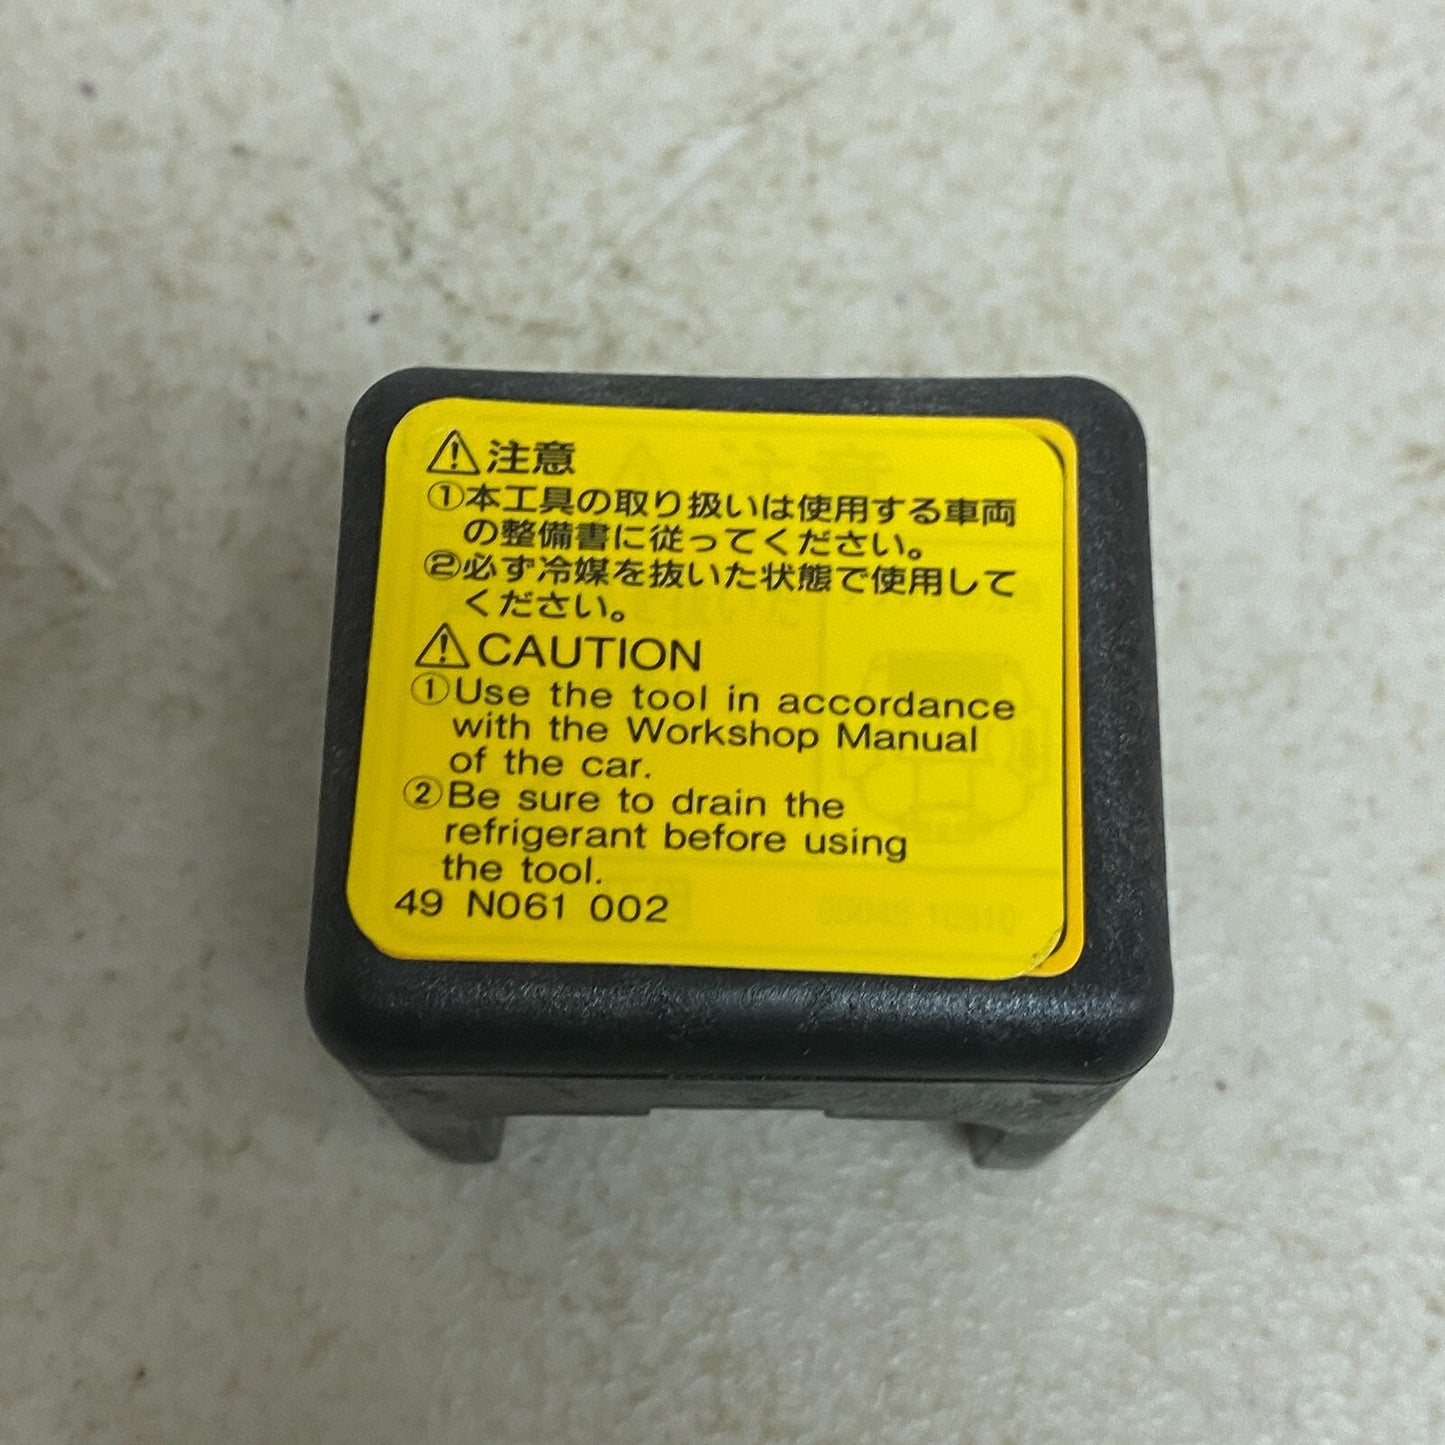 ⚠注意
①本工具の取り扱いは使用する車両
の整備書に従ってください。
②必ず冷媒を抜いた状態で使用して
ください。
⚠CAUTION
①Use the tool in accordance
with the Workshop Manual
of the car.
②Be sure to drain the
refrigerant before using
the tool.
49 N061 002